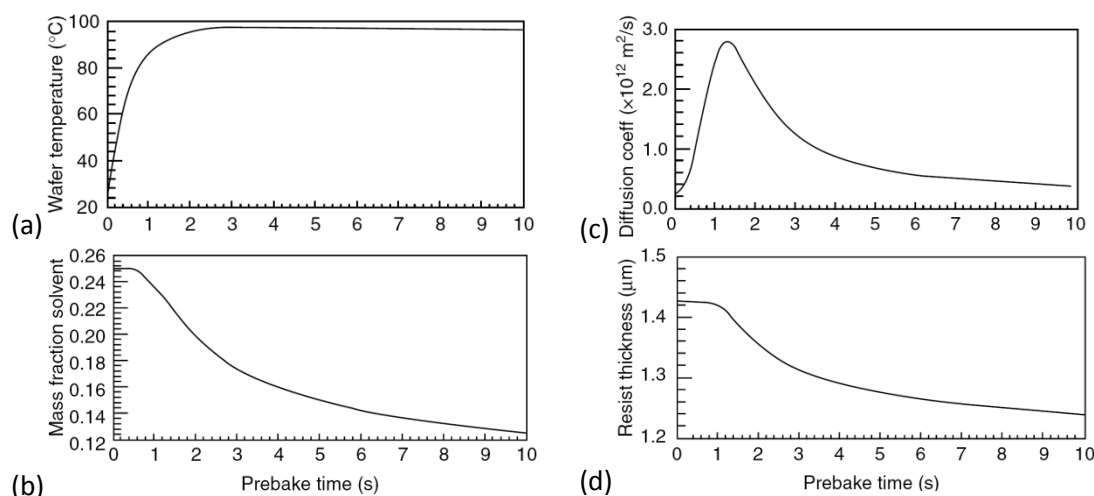 (a)
Wafer temperature (°C)
100
80
60
40
20
0 1 2 3 4 5 6 7 8 9 10
(c)
Diffusion coeff (×10¹² m²/s)
3.0
2.0
1.0
0.0
0 1 2 3 4 5 6 7 8 9 10
(b)
Mass fraction solvent
0.26
0.24
0.22
0.20
0.18
0.16
0.14
0.12
0 1 2 3 4 5 6 7 8 9 10
Prebake time (s)
(d)
Resist thickness (μm)
1.5
1.4
1.3
1.2
0 1 2 3 4 5 6 7 8 9 10
Prebake time (s)